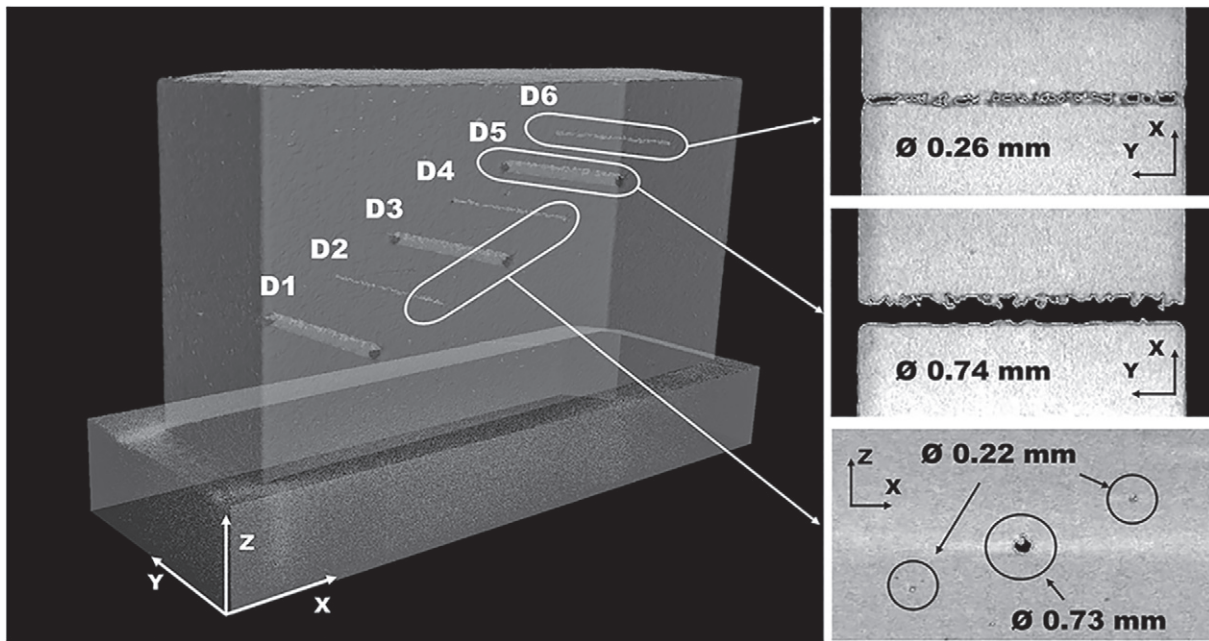 D6
D5
D4
D3
D2
D1
Z
Y
X
X
Y
Ø 0.26 mm
X
Y
Ø 0.74 mm
Z
X
Ø 0.22 mm
Ø 0.73 mm